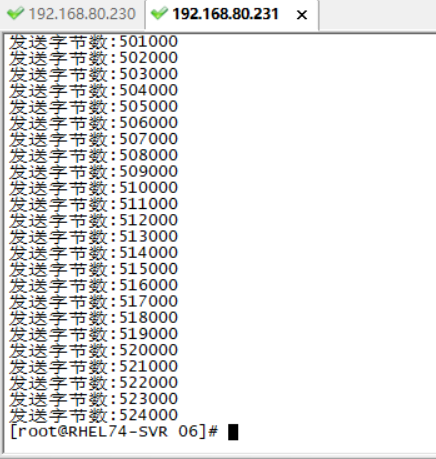 192.168.80.230 192.168.80.231 ×
发送字节数:501000
发送字节数:502000
发送字节数:503000
发送字节数:504000
发送字节数:505000
发送字节数:506000
发送字节数:507000
发送字节数:508000
发送字节数:509000
发送字节数:510000
发送字节数:511000
发送字节数:512000
发送字节数:513000
发送字节数:514000
发送字节数:515000
发送字节数:516000
发送字节数:517000
发送字节数:518000
发送字节数:519000
发送字节数:520000
发送字节数:521000
发送字节数:522000
发送字节数:523000
发送字节数:524000
[root@RHEL74-SVR 06]#